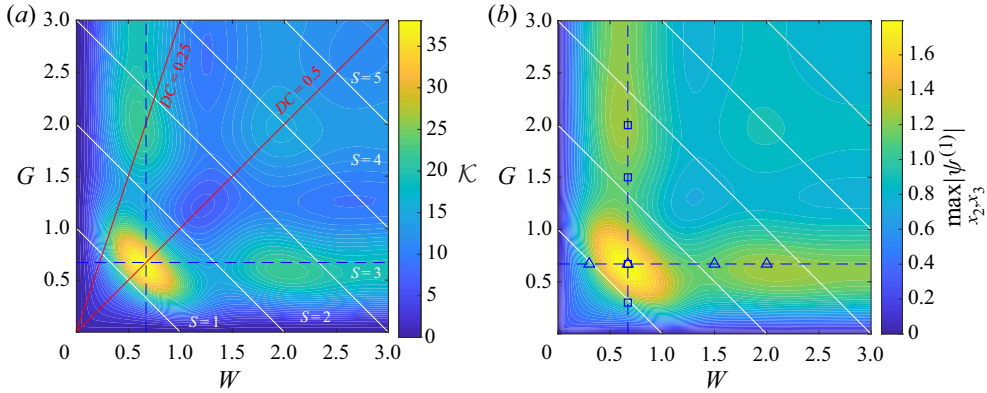 (a)
3.0
2.5
2.0
G 1.5
1.0
0.5
0 0.5 1.0 1.5 2.0 2.5 3.0
W
DC = 0.25
DC = 0.5
S = 5
S = 4
S = 3
S = 2
S = 1
35
30
25
20
15
10
5
0
𝒦
(b)
3.0
2.5
2.0
G 1.5
1.0
0.5
0 0.5 1.0 1.5 2.0 2.5 3.0
W
1.6
1.4
1.2
1.0
0.8
0.6
0.4
0.2
0
max|𝜓^(1)|
x2,x3